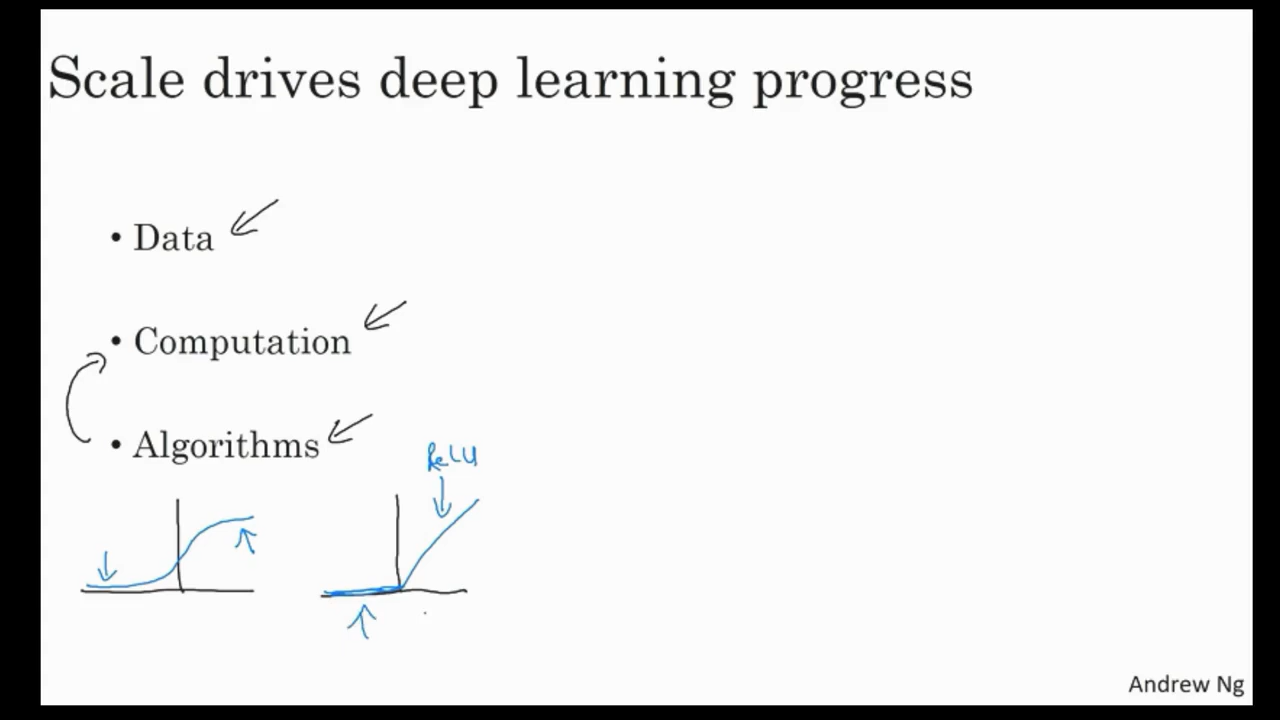 Scale drives deep learning progress
• Data
• Computation
• Algorithms
ReLU
Andrew Ng